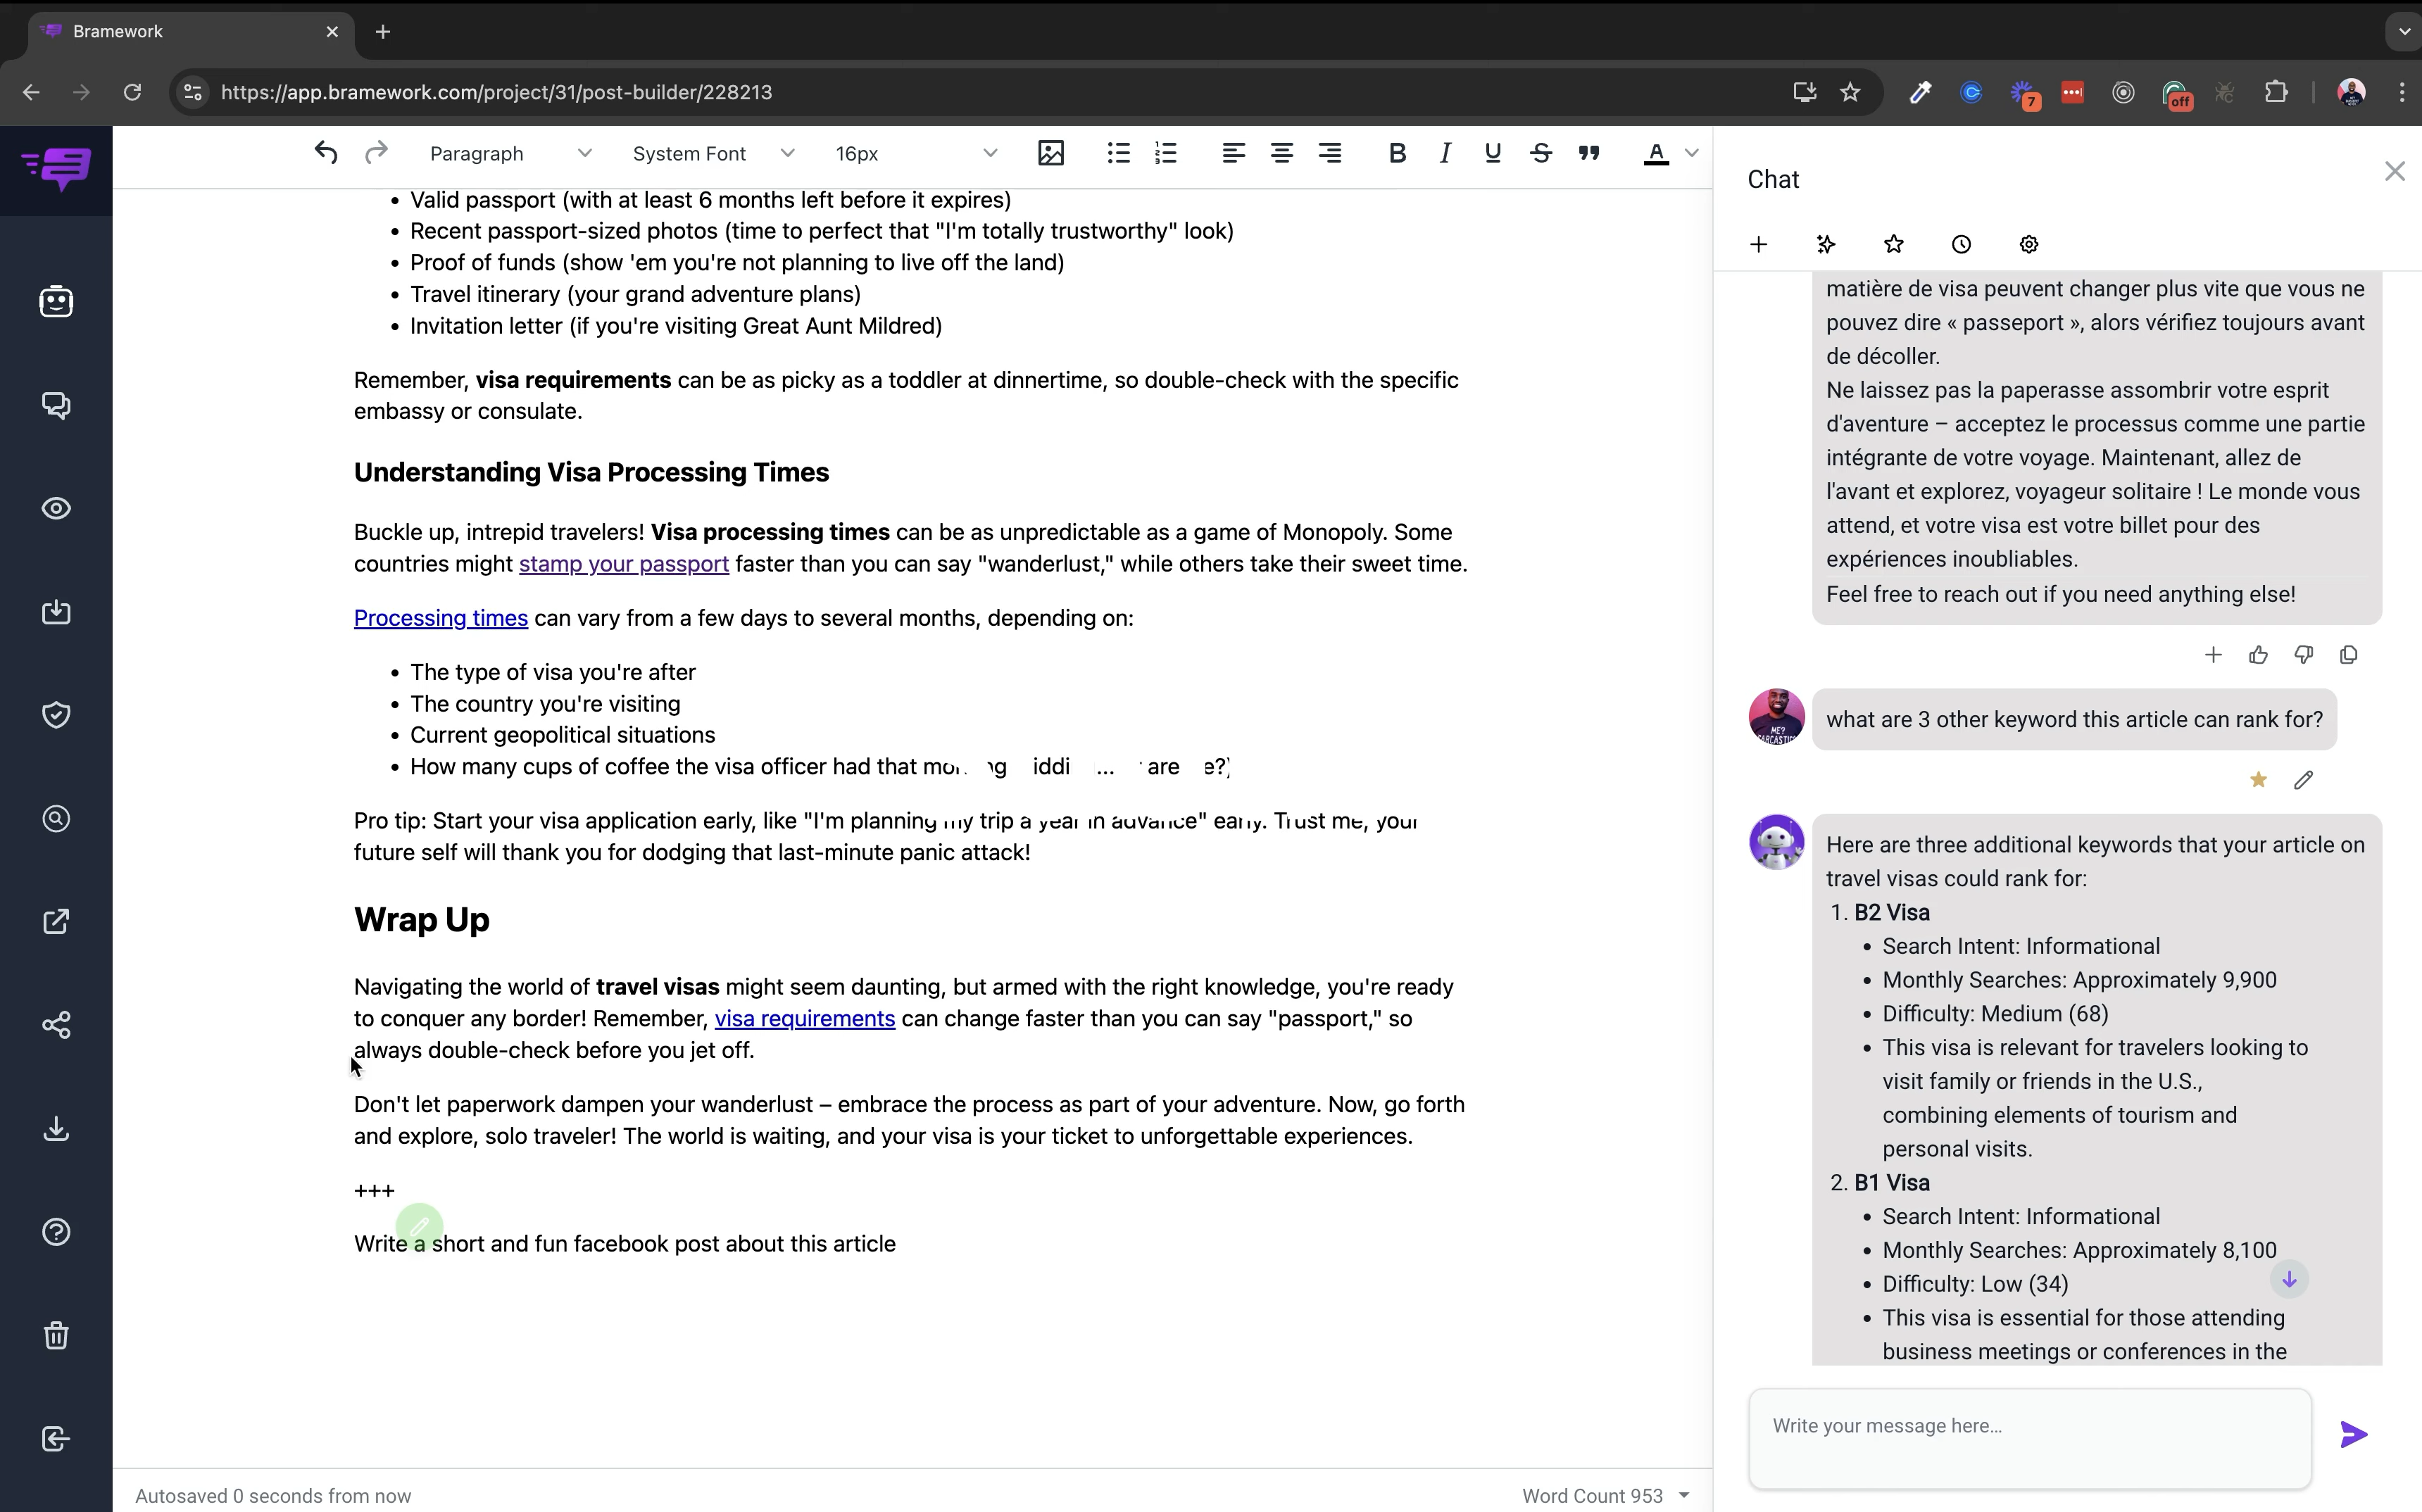 Bramework
https://app.bramework.com/project/31/post-builder/228213
7
off
Paragraph
System Font
16px
B
I
U
S
A
• Valid passport (with at least 6 months left before it expires)
• Recent passport-sized photos (time to perfect that "I'm totally trustworthy" look)
• Proof of funds (show 'em you're not planning to live off the land)
• Travel itinerary (your grand adventure plans)
• Invitation letter (if you're visiting Great Aunt Mildred)
Remember, visa requirements can be as picky as a toddler at dinnertime, so double-check with the specific
embassy or consulate.
Understanding Visa Processing Times
Buckle up, intrepid travelers! Visa processing times can be as unpredictable as a game of Monopoly. Some
countries might stamp your passport faster than you can say "wanderlust," while others take their sweet time.
Processing times can vary from a few days to several months, depending on:
• The type of visa you're after
• The country you're visiting
• Current geopolitical situations
• How many cups of coffee the visa officer had that
Pro tip: Start your visa application early, like "I'm planning my trip a year in advance" early. Trust me, your
future self will thank you for dodging that last-minute panic attack!
Wrap Up
Navigating the world of travel visas might seem daunting, but armed with the right knowledge, you're ready
to conquer any border! Remember, visa requirements can change faster than you can say "passport," so
always double-check before you jet off.
Don't let paperwork dampen your wanderlust – embrace the process as part of your adventure. Now, go forth
and explore, solo traveler! The world is waiting, and your visa is your ticket to unforgettable experiences.
+++
Write a short and fun facebook post about this article
Autosaved 0 seconds from now
Word Count 953
Chat
matière de visa peuvent changer plus vite que vous ne
pouvez dire « passeport », alors vérifiez toujours avant
de décoller.
Ne laissez pas la paperasse assombrir votre esprit
d'aventure – acceptez le processus comme une partie
intégrante de votre voyage. Maintenant, allez de
l'avant et explorez, voyageur solitaire ! Le monde vous
attend, et votre visa est votre billet pour des
expériences inoubliables.
Feel free to reach out if you need anything else!
ME?
what are 3 other keyword this article can rank for?
Here are three additional keywords that your article on
travel visas could rank for:
1. B2 Visa
• Search Intent: Informational
• Monthly Searches: Approximately 9,900
• Difficulty: Medium (68)
• This visa is relevant for travelers looking to
visit family or friends in the U.S.,
combining elements of tourism and
personal visits.
2. B1 Visa
• Search Intent: Informational
• Monthly Searches: Approximately 8,100
• Difficulty: Low (34)
• This visa is essential for those attending
business meetings or conferences in the
Write your message here...